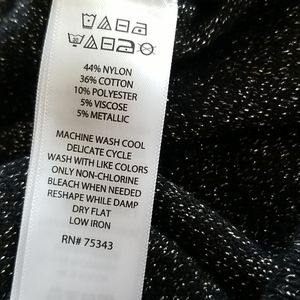 44% NYLON
36% COTTON
10% POLYESTER
5% VISCOSE
5% METALLIC
MACHINE WASH COOL
DELICATE CYCLE
WASH WITH LIKE COLORS
ONLY NON-CHLORINE
BLEACH WHEN NEEDED
RESHAPE WHILE DAMP
DRY FLAT
LOW IRON
RN# 75343